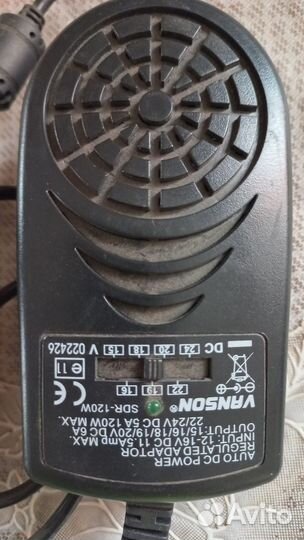 AUTO DC POWER
REGULATED ADAPTOR
INPUT: 12-16V DC 11.5Amp MAX.
OUTPUT:15/16/18/19/20V DC 6A
22/24V DC 5A 120W MAX.
VANSON® SDR-120W
CE
22 19 16
e11
DC 24 20 18 15 V 022426
Avito